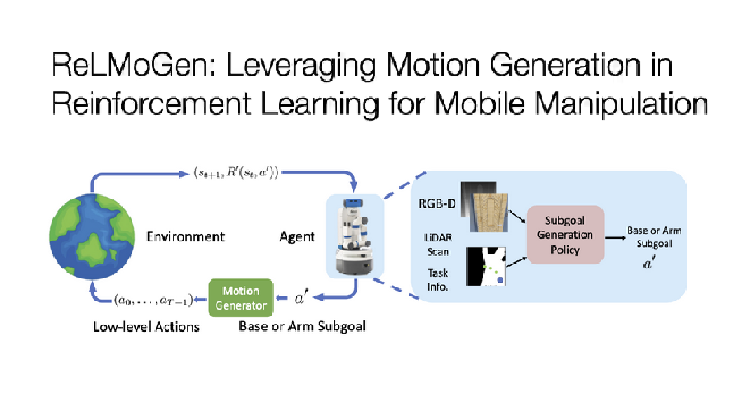 ReLMoGen: Leveraging Motion Generation in
Reinforcement Learning for Mobile Manipulation
(s_{t+1}, R'(s_t, a'))
Environment
Agent
Motion
Generator
(a_0, ..., a_{T-1})
a'
Low-level Actions
Base or Arm Subgoal
RGB-D
LiDAR
Scan
Task
Info.
Subgoal
Generation
Policy
Base or Arm
Subgoal
a'